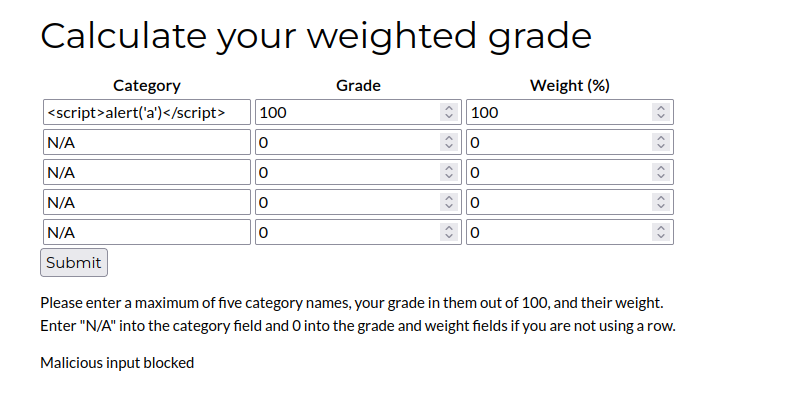 Calculate your weighted grade
Category Grade Weight (%)
<script>alert('a')</script> 100 100
N/A 0 0
N/A 0 0
N/A 0 0
N/A 0 0
Submit
Please enter a maximum of five category names, your grade in them out of 100, and their weight.
Enter "N/A" into the category field and 0 into the grade and weight fields if you are not using a row.
Malicious input blocked